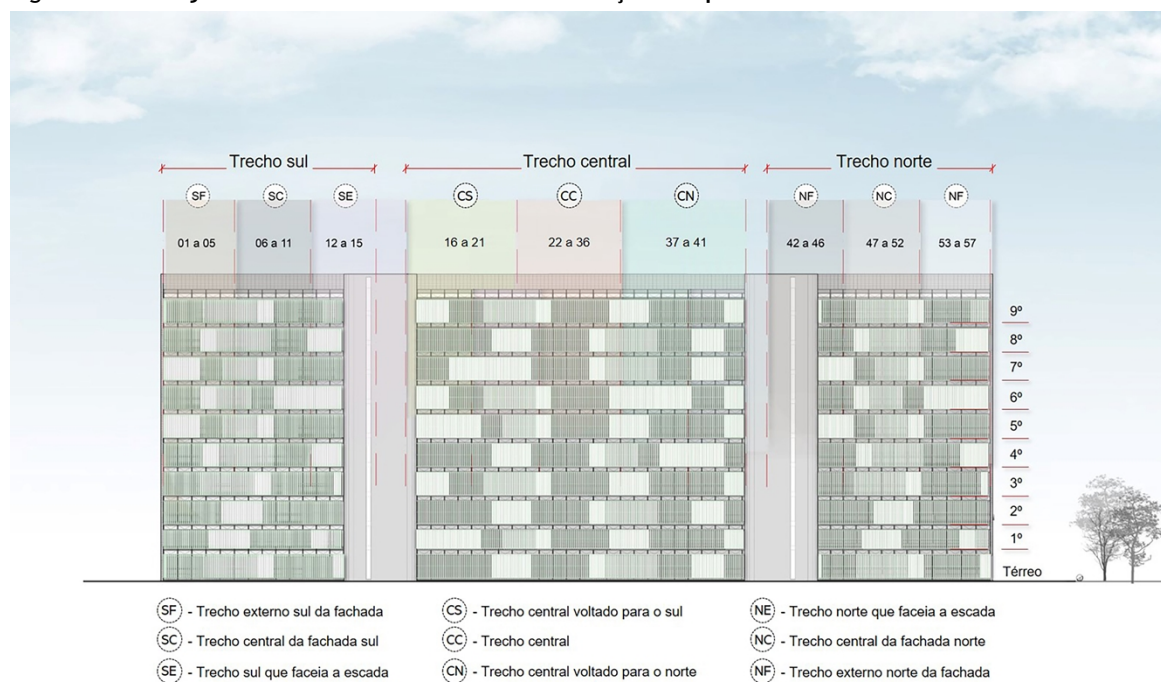 Trecho sul Trecho central Trecho norte
SF SC SE CS CC CN NF NC NF
01 a 05 06 a 11 12 a 15 16 a 21 22 a 36 37 a 41 42 a 46 47 a 52 53 a 57
9º
8º
7º
6º
5º
4º
3º
2º
1º
Térreo
SF - Trecho externo sul da fachada
SC - Trecho central da fachada sul
SE - Trecho sul que faceia a escada
CS - Trecho central voltado para o sul
CC - Trecho central
CN - Trecho central voltado para o norte
NE - Trecho norte que faceia a escada
NC - Trecho central da fachada norte
NF - Trecho externo norte da fachada